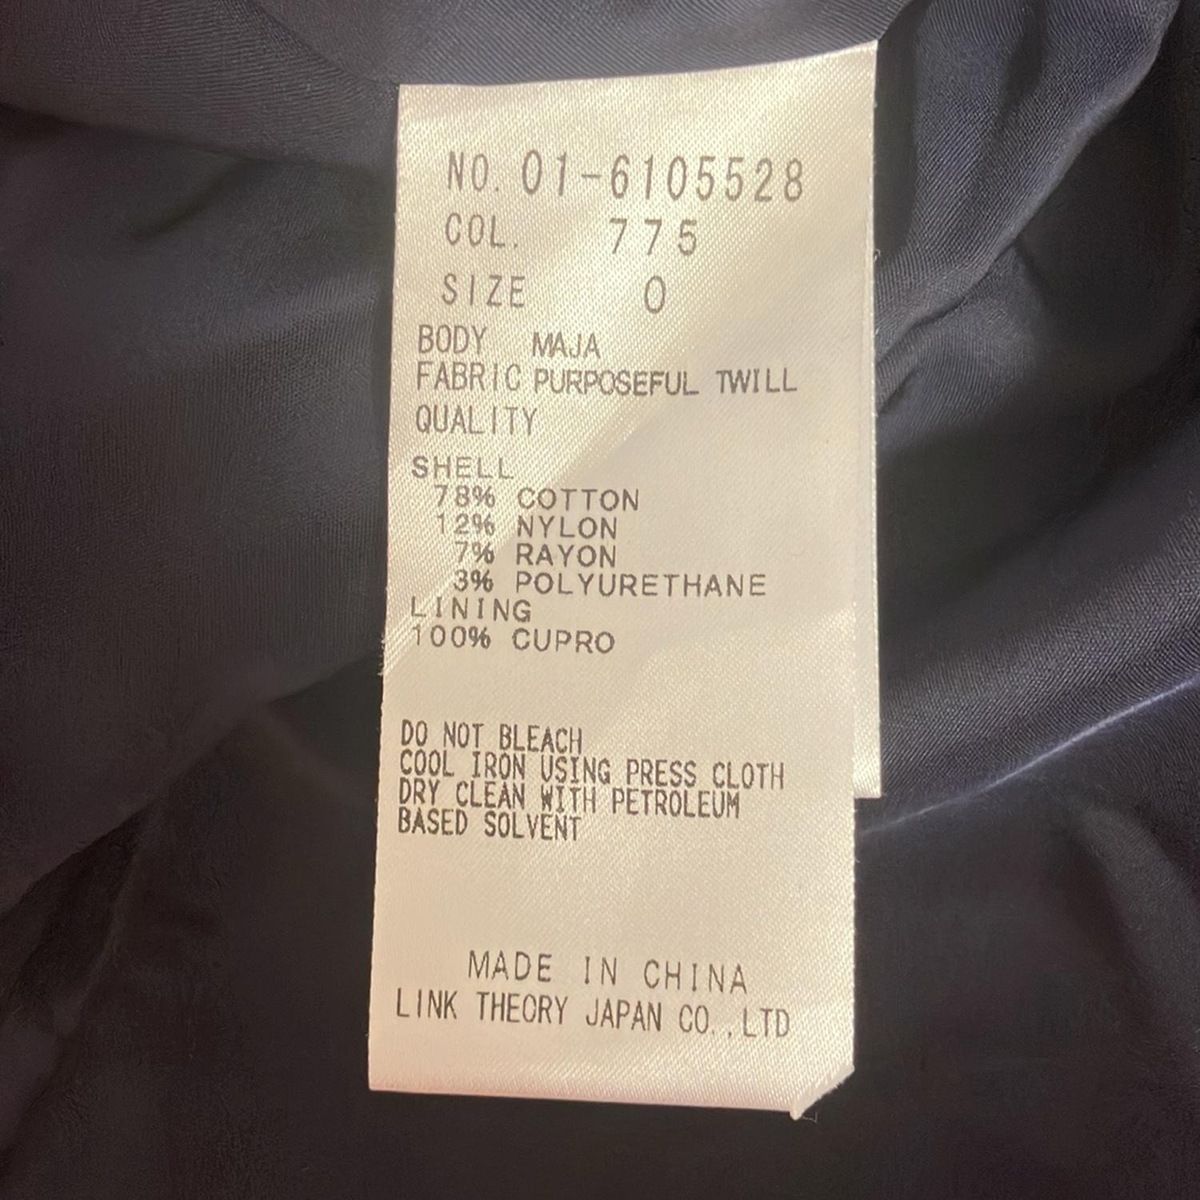 NO. 01-6105528
COL. 775
SIZE 0
BODY MAJA
FABRIC PURPOSEFUL TWILL
QUALITY
SHELL
78% COTTON
12% NYLON
7% RAYON
3% POLYURETHANE
LINING
100% CUPRO
DO NOT BLEACH
COOL IRON USING PRESS CLOTH
DRY CLEAN WITH PETROLEUM
BASED SOLVENT
MADE IN CHINA
LINK THEORY JAPAN CO.,LTD